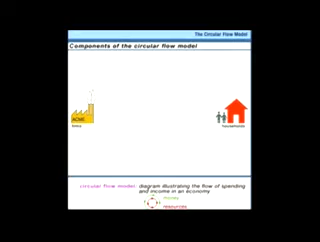 The Circular Flow Model
Components of the circular flow model
ACME
firms
households
circular flow model: diagram illustrating the flow of spending
and income in an economy
money
resources